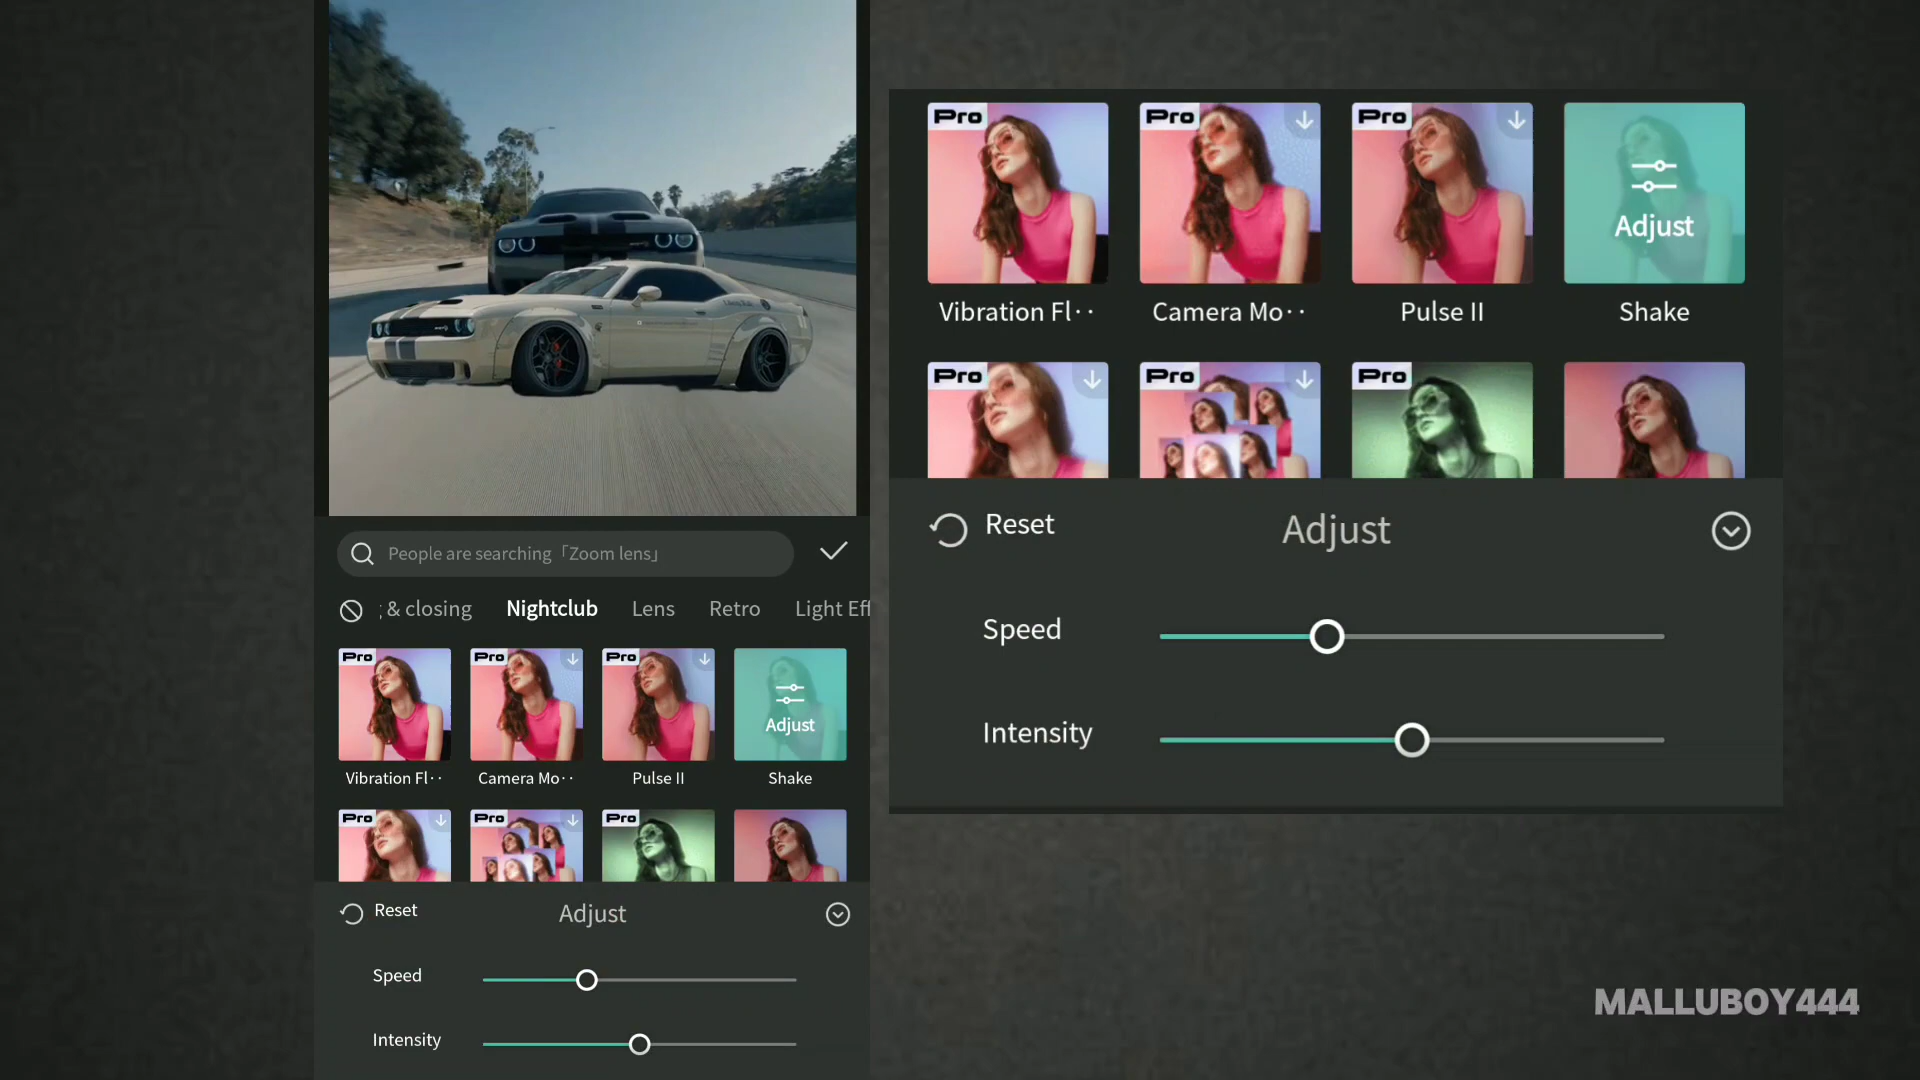 People are searching「Zoom lens」
; & closing Nightclub Lens Retro Light Eff
Pro Pro Pro Adjust
Vibration Fl·· Camera Mo·· Pulse II Shake
Pro Pro Pro
Reset Adjust
Speed
Intensity
Pro Pro Pro Adjust
Vibration Fl·· Camera Mo·· Pulse II Shake
Pro Pro Pro
Reset Adjust
Speed
Intensity
MALLUBOY444